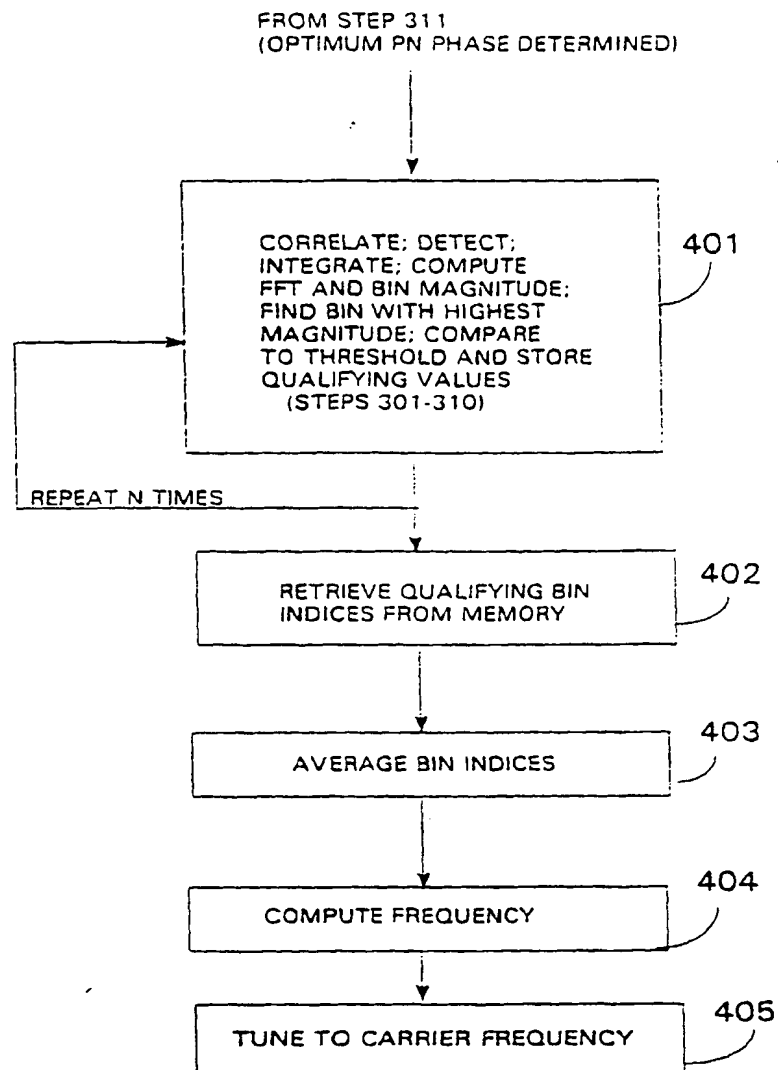 FROM STEP 311
(OPTIMUM PN PHASE DETERMINED)
CORRELATE; DETECT;
INTEGRATE; COMPUTE
FFT AND BIN MAGNITUDE;
FIND BIN WITH HIGHEST
MAGNITUDE; COMPARE
TO THRESHOLD AND STORE
QUALIFYING VALUES
(STEPS 301-310)
401
REPEAT N TIMES
RETRIEVE QUALIFYING BIN
INDICES FROM MEMORY
402
AVERAGE BIN INDICES
403
COMPUTE FREQUENCY
404
TUNE TO CARRIER FREQUENCY
405